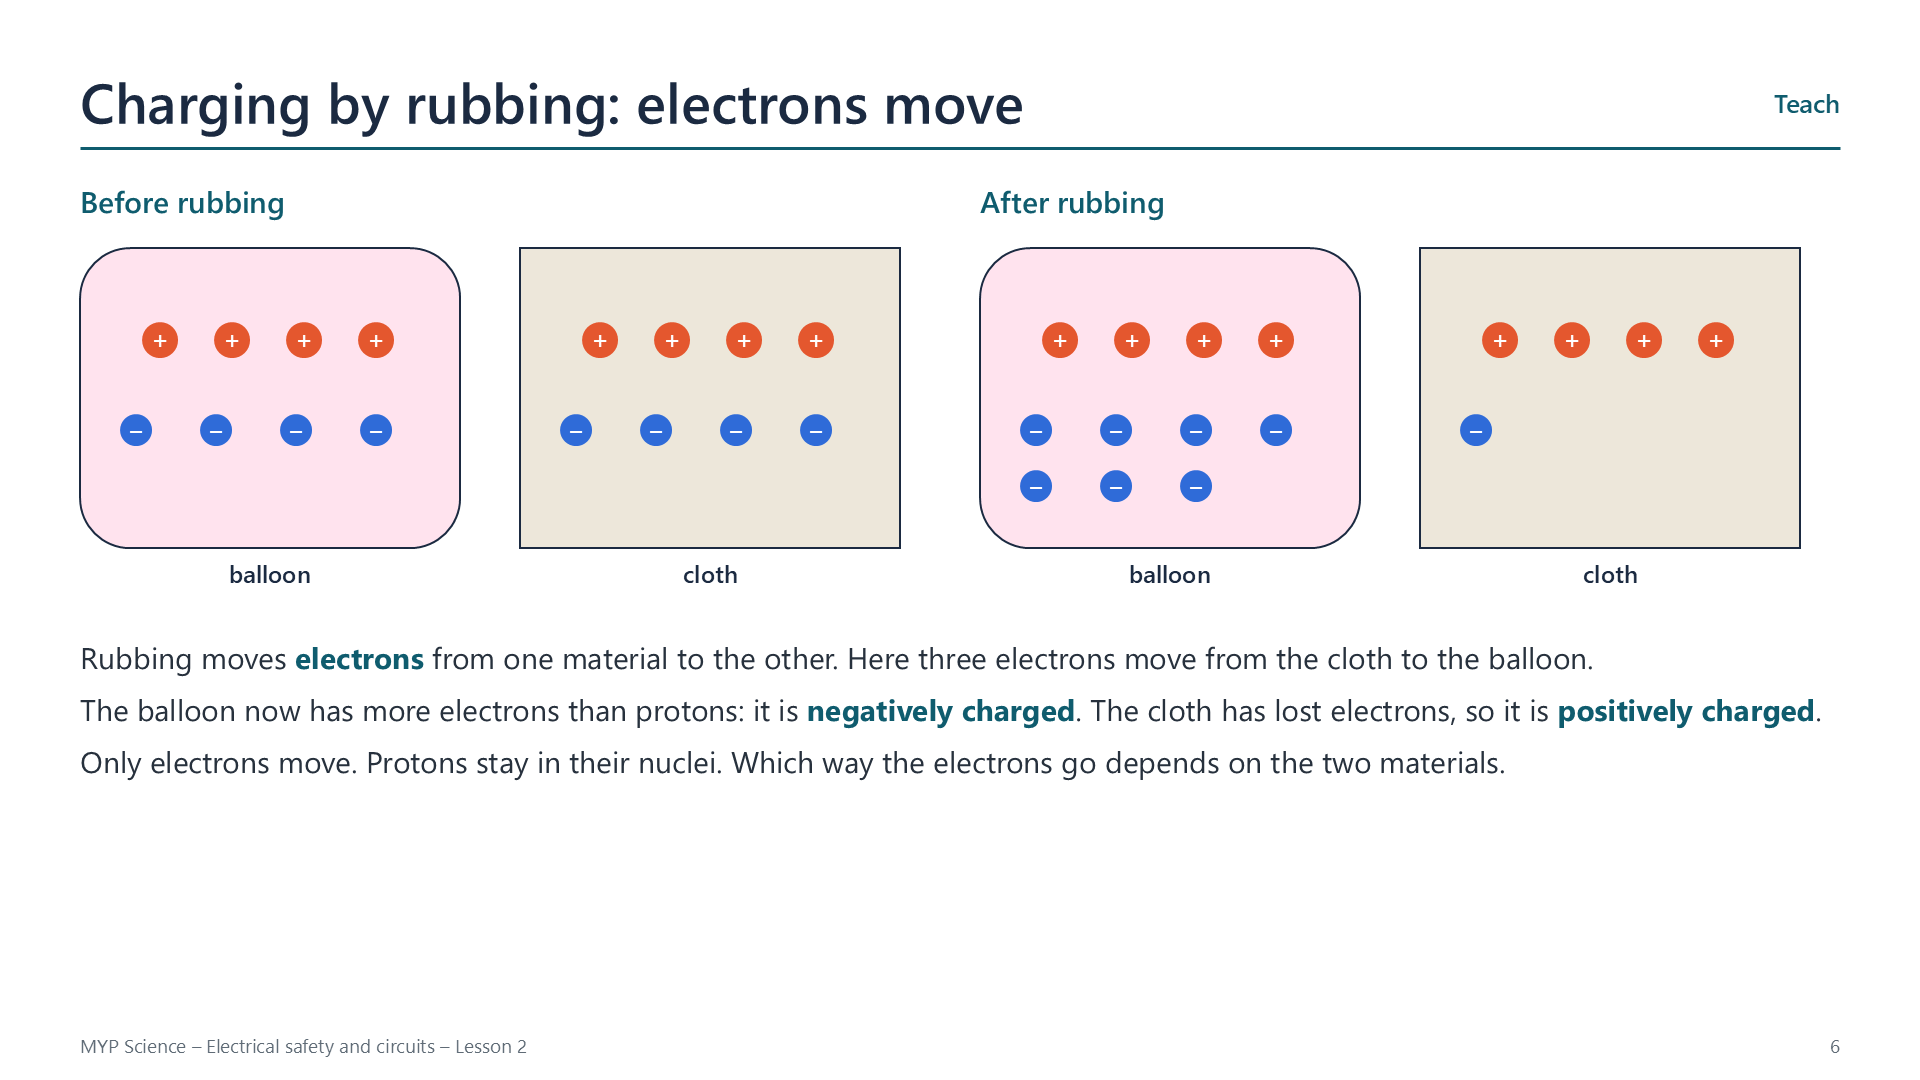 Charging by rubbing: electrons move
Teach
Before rubbing
After rubbing
+ + + +
+ + + +
+ + + +
+ + + +
– – – –
– – – –
– – – –
–
– – –
balloon
cloth
balloon
cloth
Rubbing moves electrons from one material to the other. Here three electrons move from the cloth to the balloon.
The balloon now has more electrons than protons: it is negatively charged. The cloth has lost electrons, so it is positively charged.
Only electrons move. Protons stay in their nuclei. Which way the electrons go depends on the two materials.
MYP Science – Electrical safety and circuits – Lesson 2
6